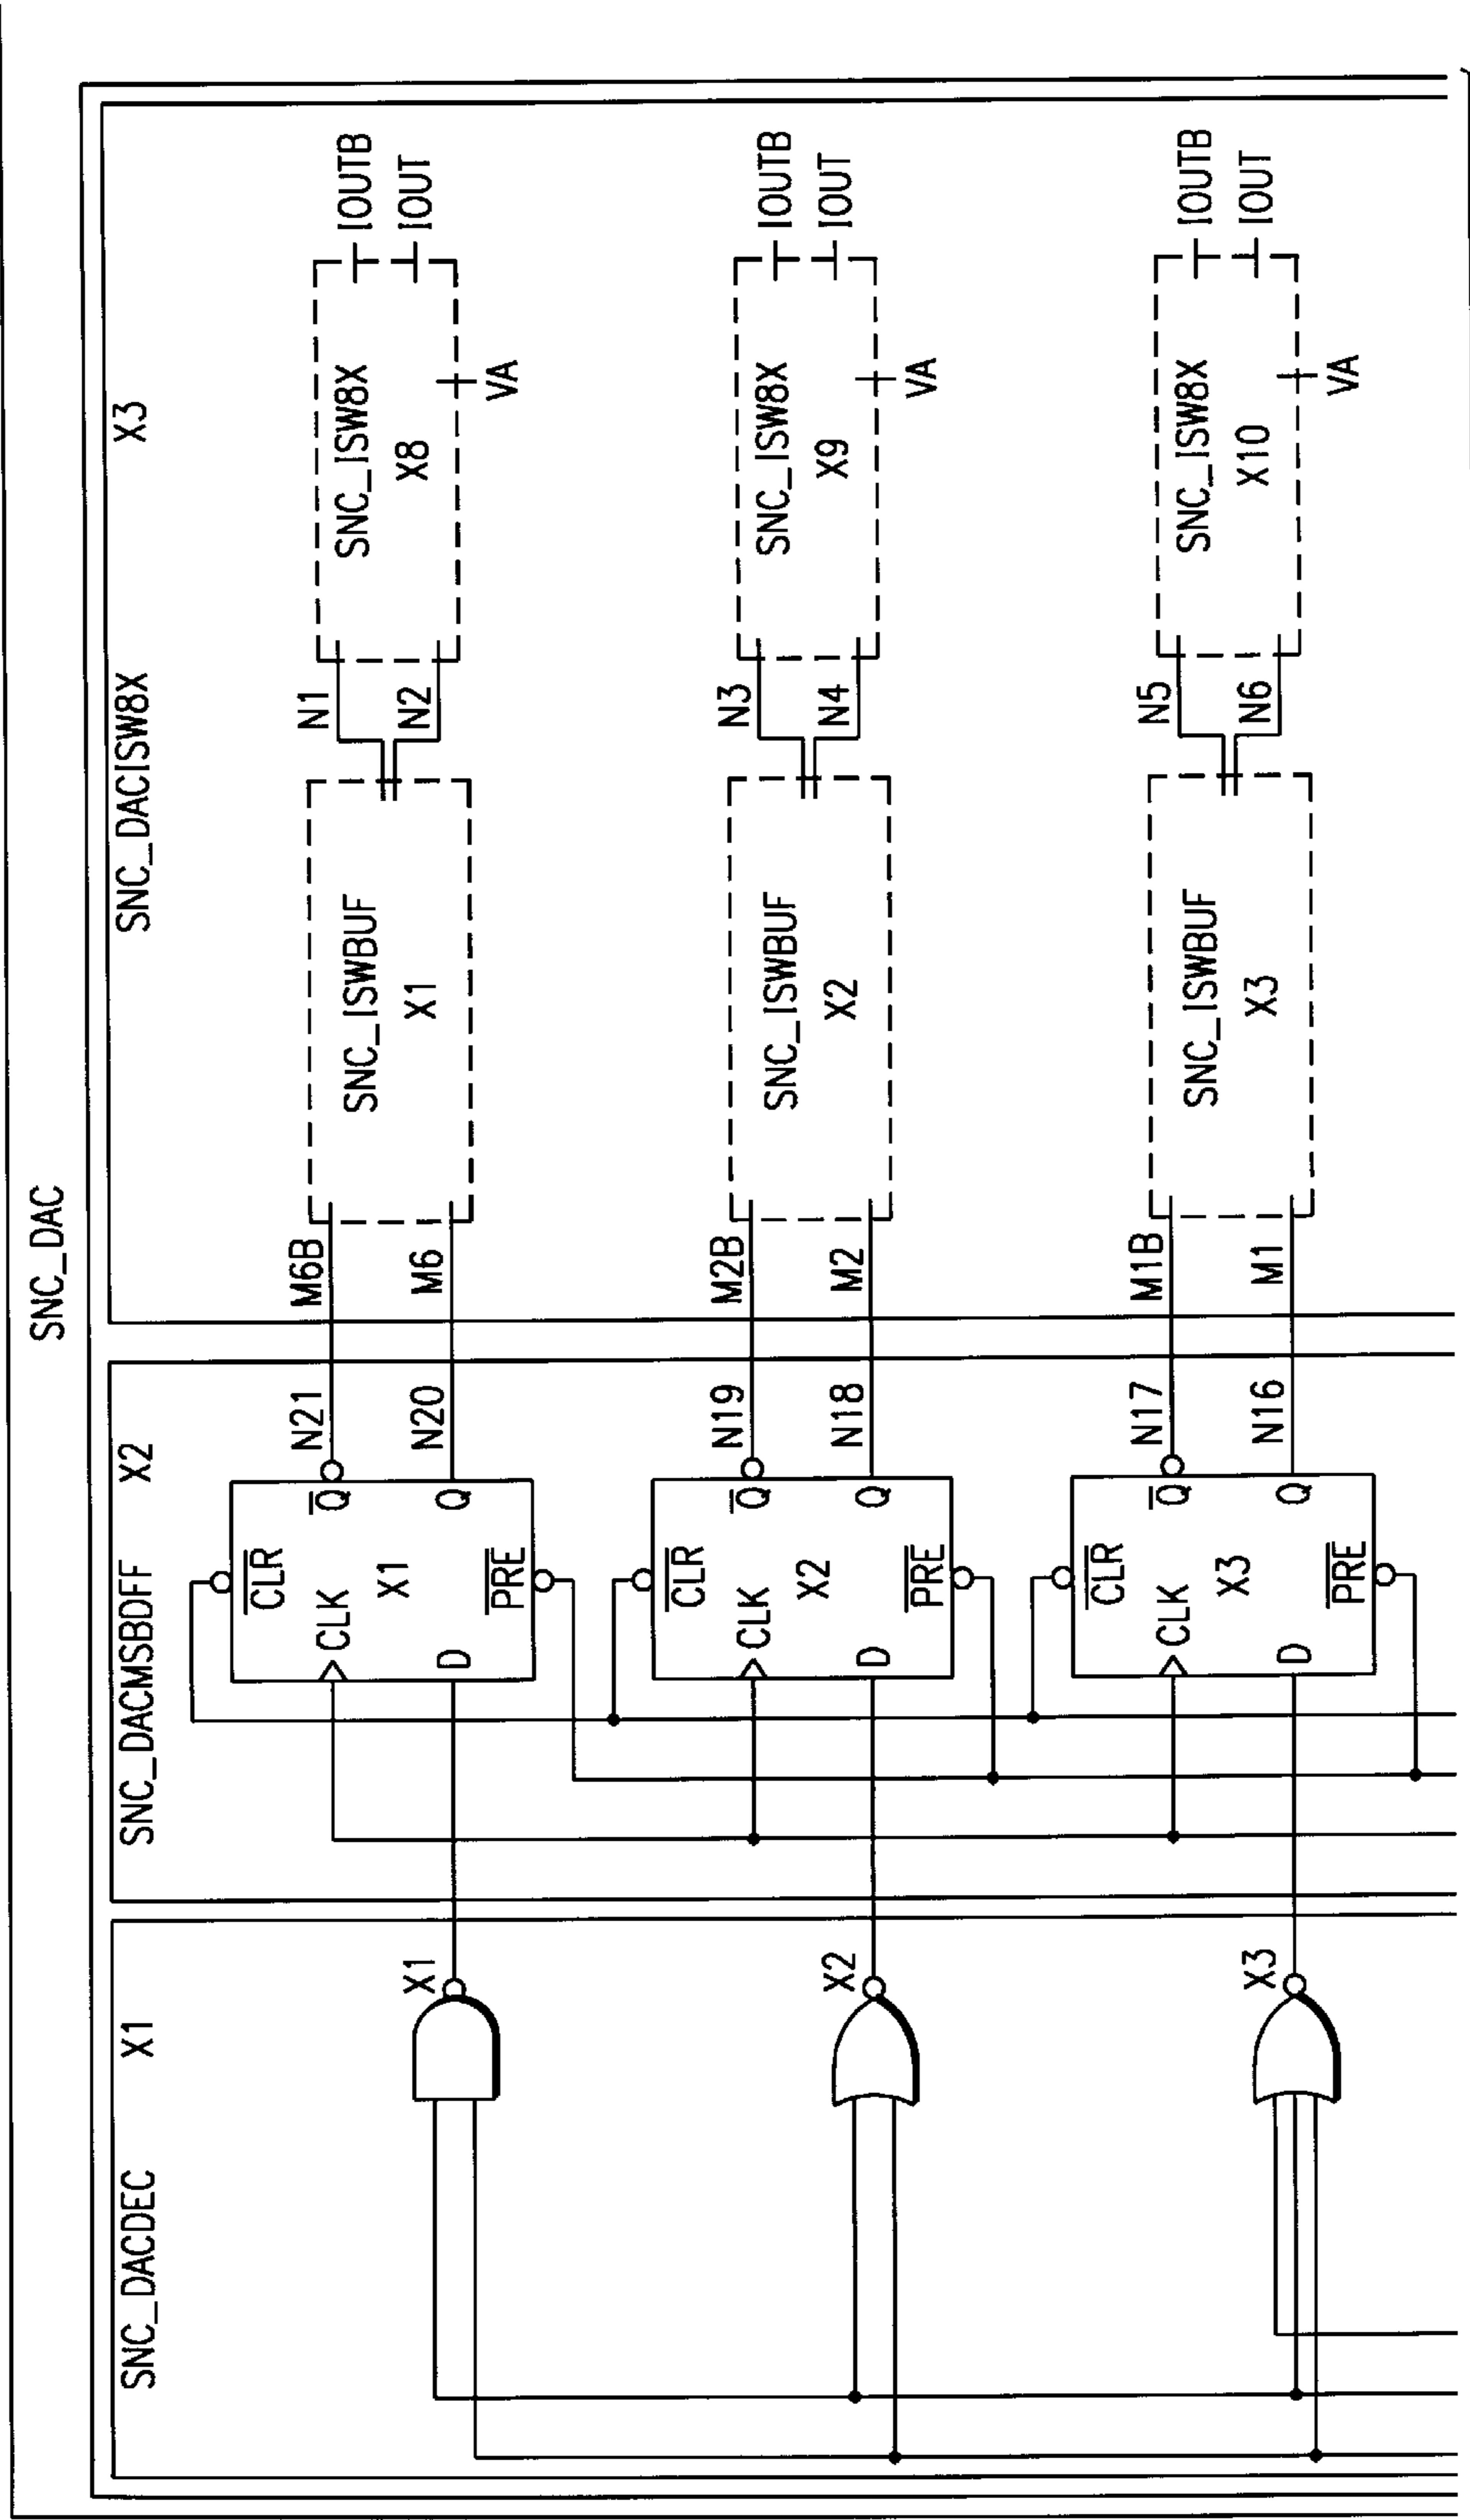 SNC_DAC
SNC_DACDEC X1
SNC_DACMSBDFF X2
SNC_DACISW8X X3
X1
CLR
CLK
X1
D
PRE
Q
Q
N21
N20
M6B
M6
SNC_ISWBUF
X1
N1
N2
SNC_ISW8X
X8
VA
IOUTB
IOUT
X2
CLR
CLK
X2
D
PRE
Q
Q
N19
N18
M2B
M2
SNC_ISWBUF
X2
N3
N4
SNC_ISW8X
X9
VA
IOUTB
IOUT
X3
CLR
CLK
X3
D
PRE
Q
Q
N17
N16
M1B
M1
SNC_ISWBUF
X3
N5
N6
SNC_ISW8X
X10
VA
IOUTB
IOUT